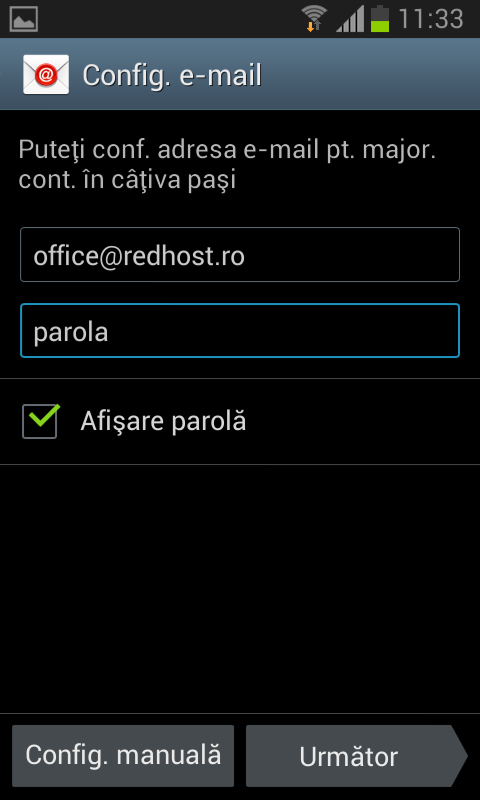 11:33
@ Config. e-mail
Puteţi conf. adresa e-mail pt. major.
cont. în câţiva paşi
office@redhost.ro
parola
Afişare parolă
Config. manuală
Următor